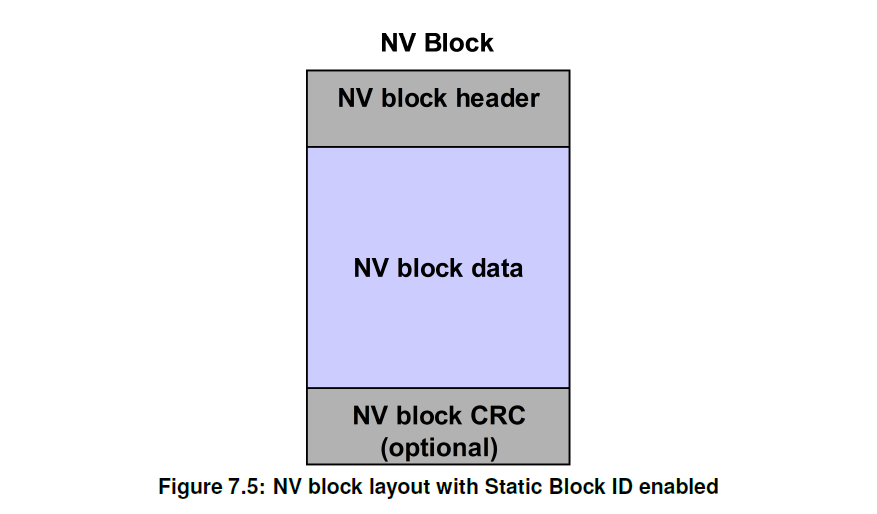 NV Block
NV block header
NV block data
NV block CRC
(optional)
Figure 7.5: NV block layout with Static Block ID enabled